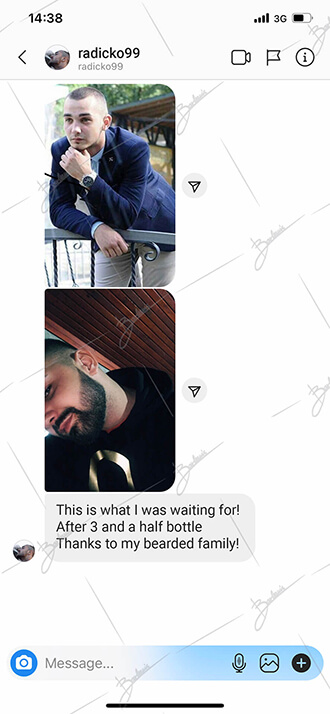 14:38
3G
radicko99
radicko99
This is what I was waiting for!
After 3 and a half bottle
Thanks to my bearded family!
Message...